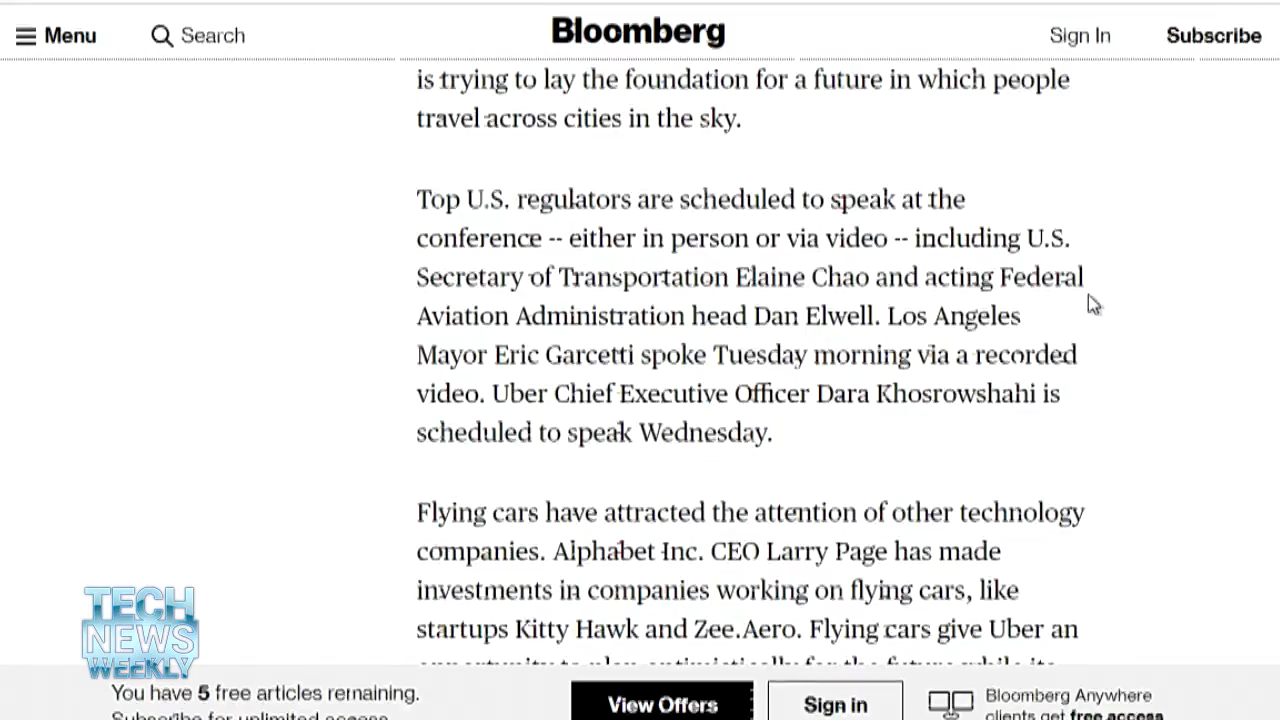 Menu
Search
Bloomberg
Sign In
Subscribe
is trying to lay the foundation for a future in which people
travel across cities in the sky.
Top U.S. regulators are scheduled to speak at the
conference -- either in person or via video -- including U.S.
Secretary of Transportation Elaine Chao and acting Federal
Aviation Administration head Dan Elwell. Los Angeles
Mayor Eric Garcetti spoke Tuesday morning via a recorded
video. Uber Chief Executive Officer Dara Khosrowshahi is
scheduled to speak Wednesday.
Flying cars have attracted the attention of other technology
companies. Alphabet Inc. CEO Larry Page has made
investments in companies working on flying cars, like
startups Kitty Hawk and Zee.Aero. Flying cars give Uber an
TECH
NEWS
WEEKLY
You have 5 free articles remaining.
Subscribe for unlimited access
View Offers
Sign in
Bloomberg Anywhere
clients get free access